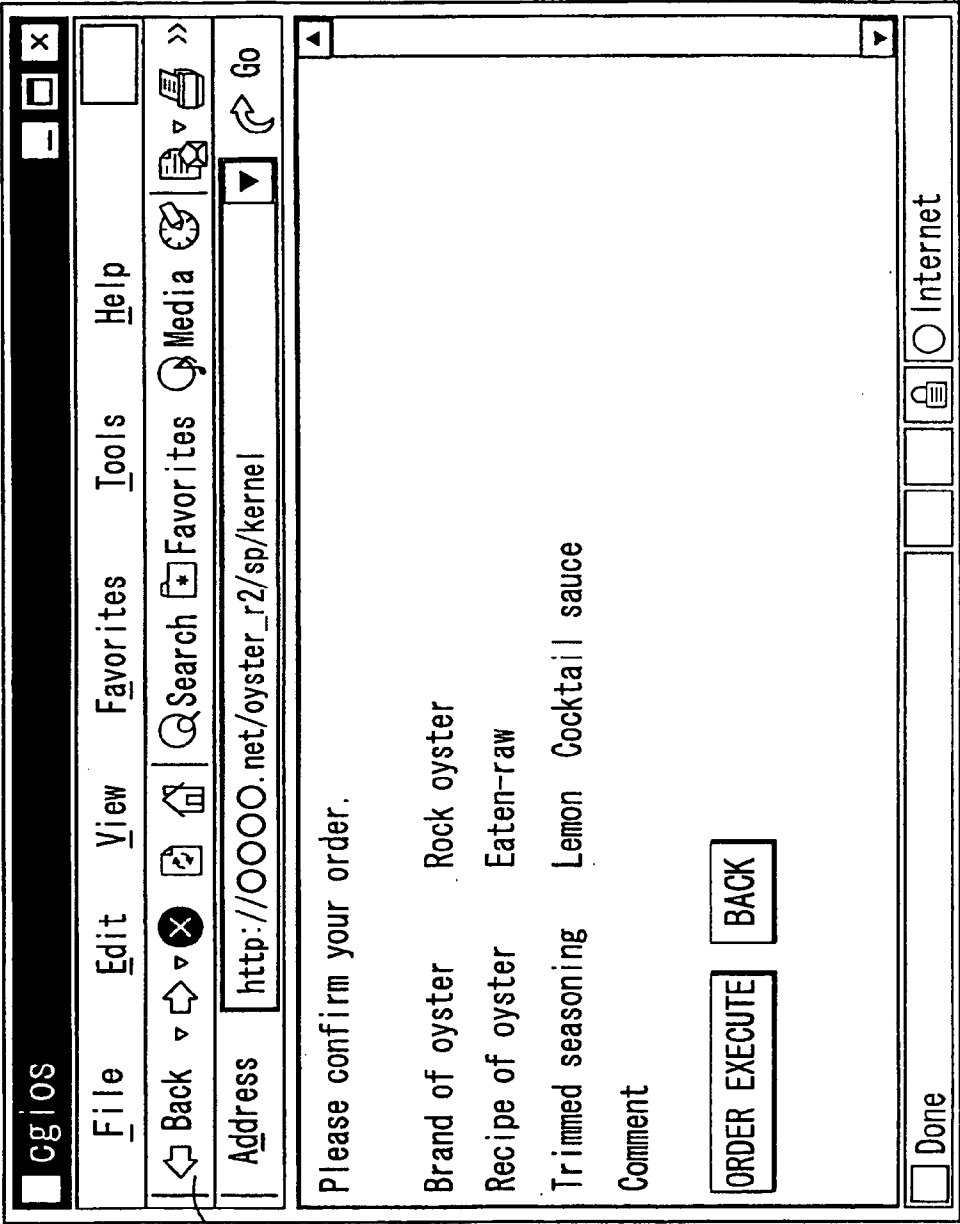 cgios
File Edit View Favorites Tools Help
Back Search Favorites Media
Address http://OOOO.net/oyster_r2/sp/kernel Go
Please confirm your order.
Brand of oyster Rock oyster
Recipe of oyster Eaten-raw
Trimmed seasoning Lemon Cocktail sauce
Comment
ORDER EXECUTE BACK
Done Internet